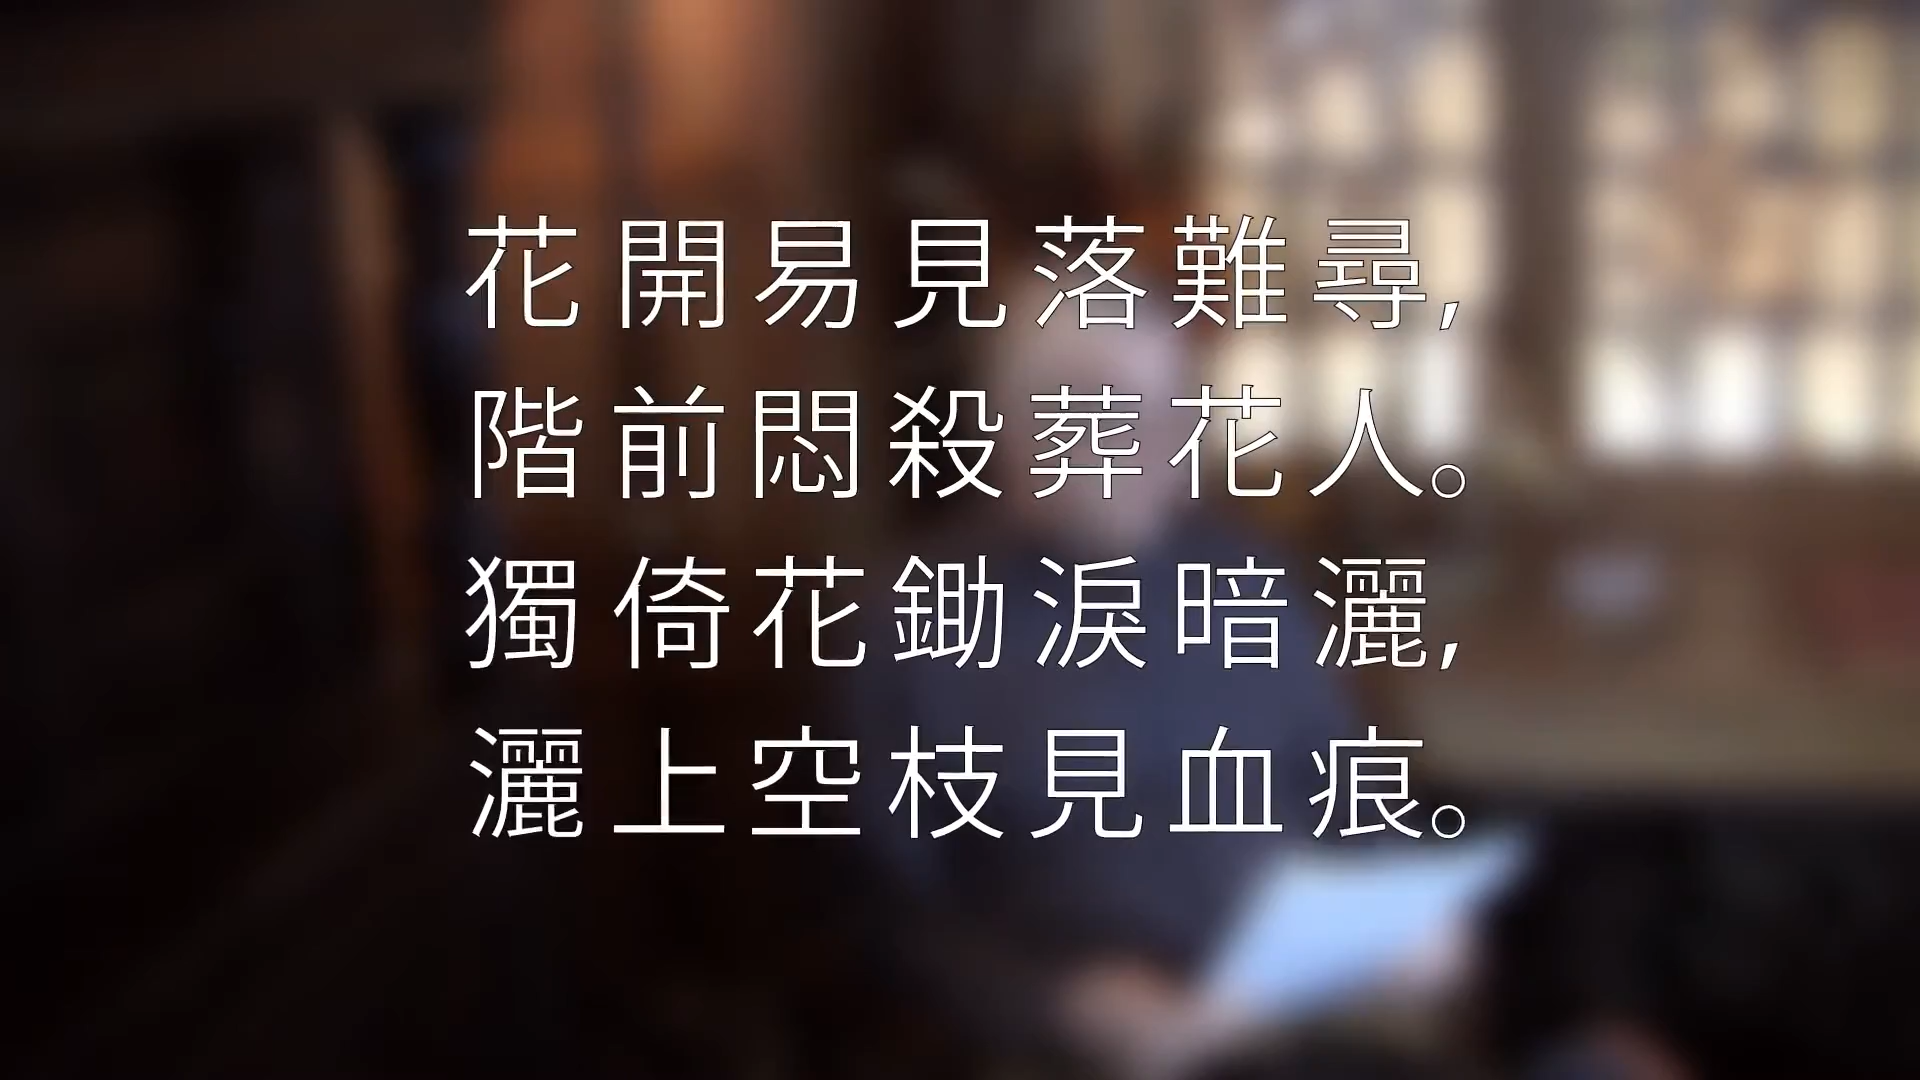 花開易見落難尋,
階前悶殺葬花人。
獨倚花鋤淚暗灑,
灑上空枝見血痕。